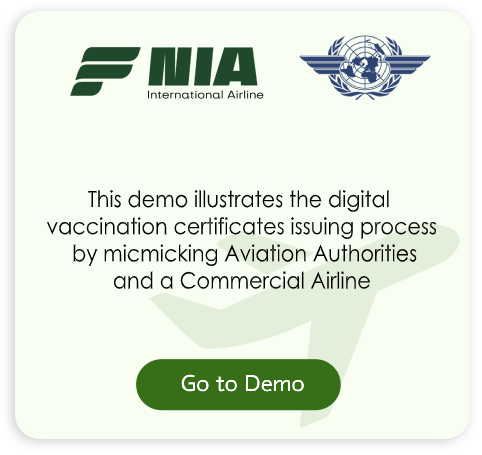 NIA
International Airline
This demo illustrates the digital
vaccination certificates issuing process
by micmicking Aviation Authorities
and a Commercial Airline
Go to Demo